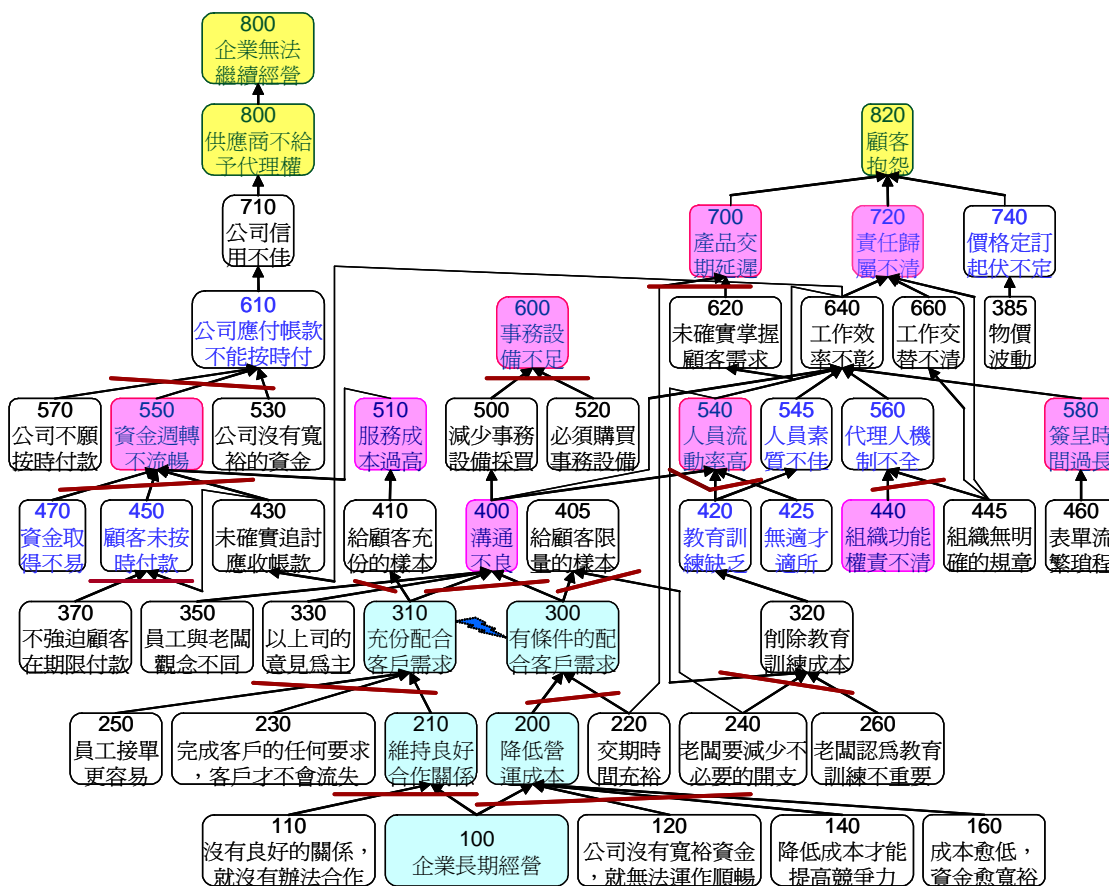 800
企業無法
繼續經營
800
供應商不給
予代理權
820
顧客
抱怨
710
公司信
用不佳
700
產品交
期延遲
720
責任歸
屬不清
740
價格定訂
起伏不定
610
公司應付帳款
不能按時付
600
事務設
備不足
620
未確實掌握
顧客需求
640
工作效
率不彰
660
工作交
替不清
385
物價
波動
570
公司不願
按時付款
550
資金週轉
不流暢
530
公司沒有寬
裕的資金
510
服務成
本過高
500
減少事務
設備採買
520
必須購買
事務設備
540
人員流
動率高
545
人員素
質不佳
560
代理人機
制不全
580
簽呈時
間過長
470
資金取
得不易
450
顧客未按
時付款
430
未確實追討
應收帳款
410
給顧客充
份的樣本
400
溝通
不良
405
給顧客限
量的樣本
420
教育訓
練缺乏
425
無適才
適所
440
組織功能
權責不清
445
組織無明
確的規章
460
表單流
繁瑣程
370
不強迫顧客
在期限付款
350
員工與老闆
觀念不同
330
以上司的
意見爲主
310
充份配合
客戶需求
300
有條件的配
合客戶需求
320
削除教育
訓練成本
250
員工接單
更容易
230
完成客戶的任何要求
，客戶才不會流失
210
維持良好
合作關係
200
降低營
運成本
220
交期時
間充裕
240
老闆要減少不
必要的開支
260
老闆認爲教育
訓練不重要
110
沒有良好的關係，
就沒有辦法合作
100
企業長期經營
120
公司沒有寬裕資金
，就無法運作順暢
140
降低成本才能
提高競爭力
160
成本愈低，
資金愈寬裕